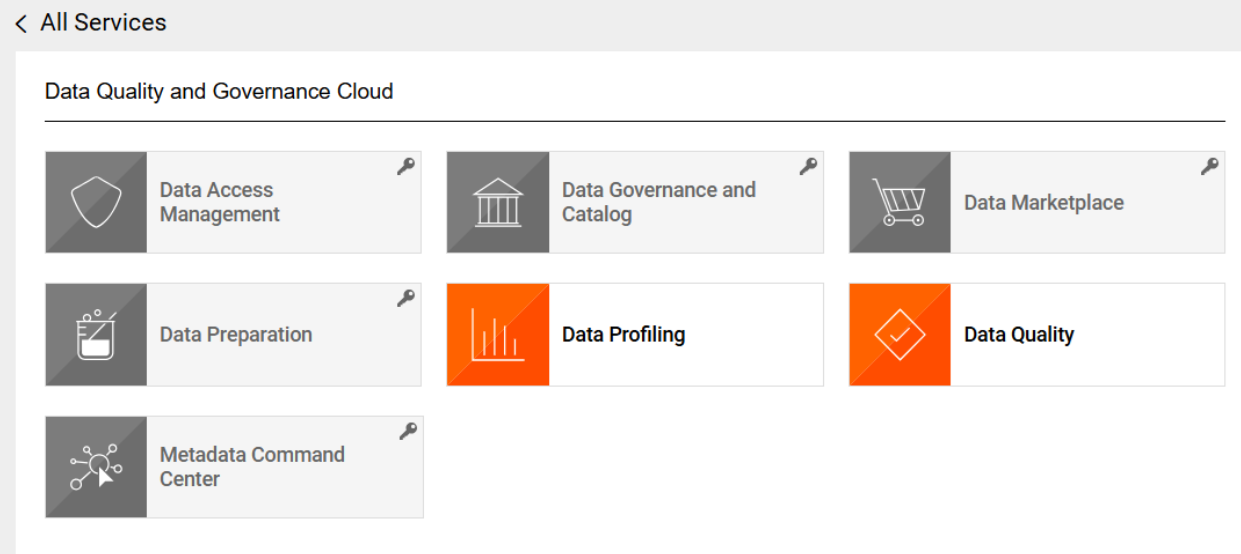 All Services
Data Quality and Governance Cloud
Data Access
Management
Data Governance and
Catalog
Data Marketplace
Data Preparation
Data Profiling
Data Quality
Metadata Command
Center